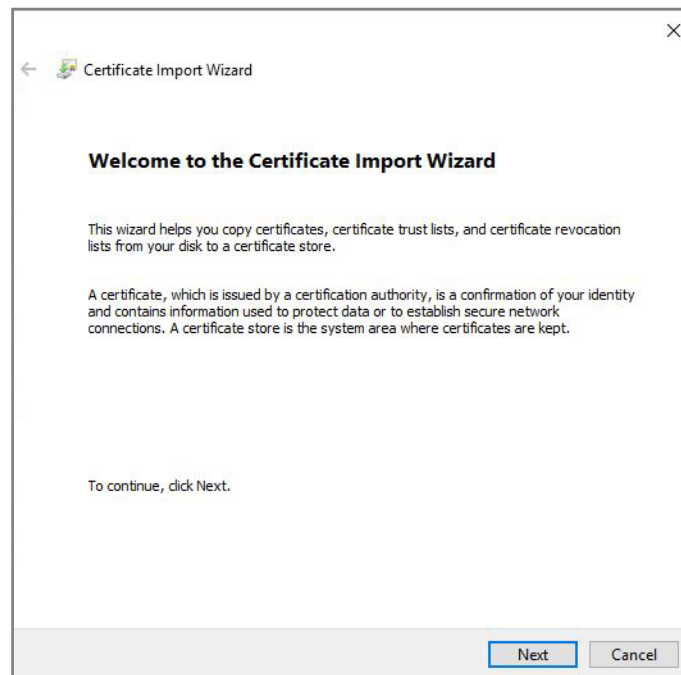 Certificate Import Wizard
Welcome to the Certificate Import Wizard
This wizard helps you copy certificates, certificate trust lists, and certificate revocation
lists from your disk to a certificate store.
A certificate, which is issued by a certification authority, is a confirmation of your identity
and contains information used to protect data or to establish secure network
connections. A certificate store is the system area where certificates are kept.
To continue, click Next.
Next
Cancel